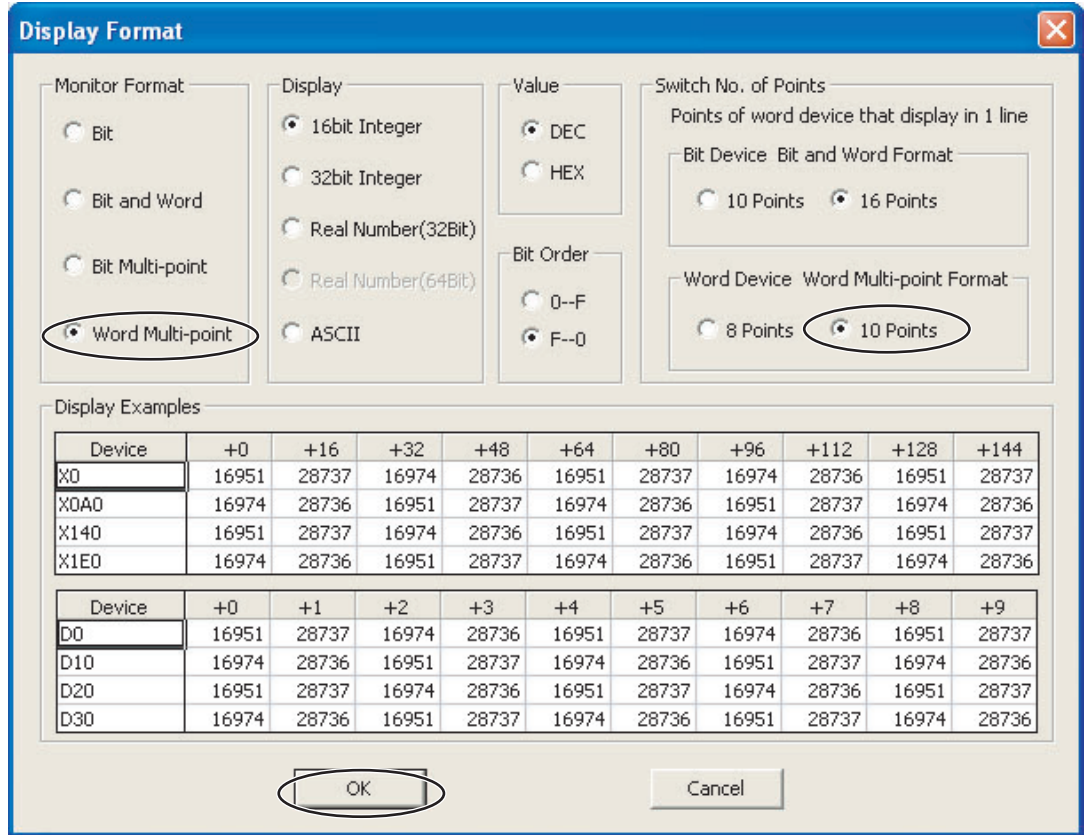 Display Format
Monitor Format
Bit
Bit and Word
Bit Multi-point
Word Multi-point
Display
16bit Integer
32bit Integer
Real Number(32Bit)
Real Number(64Bit)
ASCII
Value
DEC
HEX
Bit Order
0--F
F--0
Switch No. of Points
Points of word device that display in 1 line
Bit Device Bit and Word Format
10 Points 16 Points
Word Device Word Multi-point Format
8 Points 10 Points
Display Examples
Device +0 +16 +32 +48 +64 +80 +96 +112 +128 +144
X0 16951 28737 16974 28736 16951 28737 16974 28736 16951 28737
X0A0 16974 28736 16951 28737 16974 28736 16951 28737 16974 28736
X140 16951 28737 16974 28736 16951 28737 16974 28736 16951 28737
X1E0 16974 28736 16951 28737 16974 28736 16951 28737 16974 28736
Device +0 +1 +2 +3 +4 +5 +6 +7 +8 +9
D0 16951 28737 16974 28736 16951 28737 16974 28736 16951 28737
D10 16974 28736 16951 28737 16974 28736 16951 28737 16974 28736
D20 16951 28737 16974 28736 16951 28737 16974 28736 16951 28737
D30 16974 28736 16951 28737 16974 28736 16951 28737 16974 28736
OK Cancel